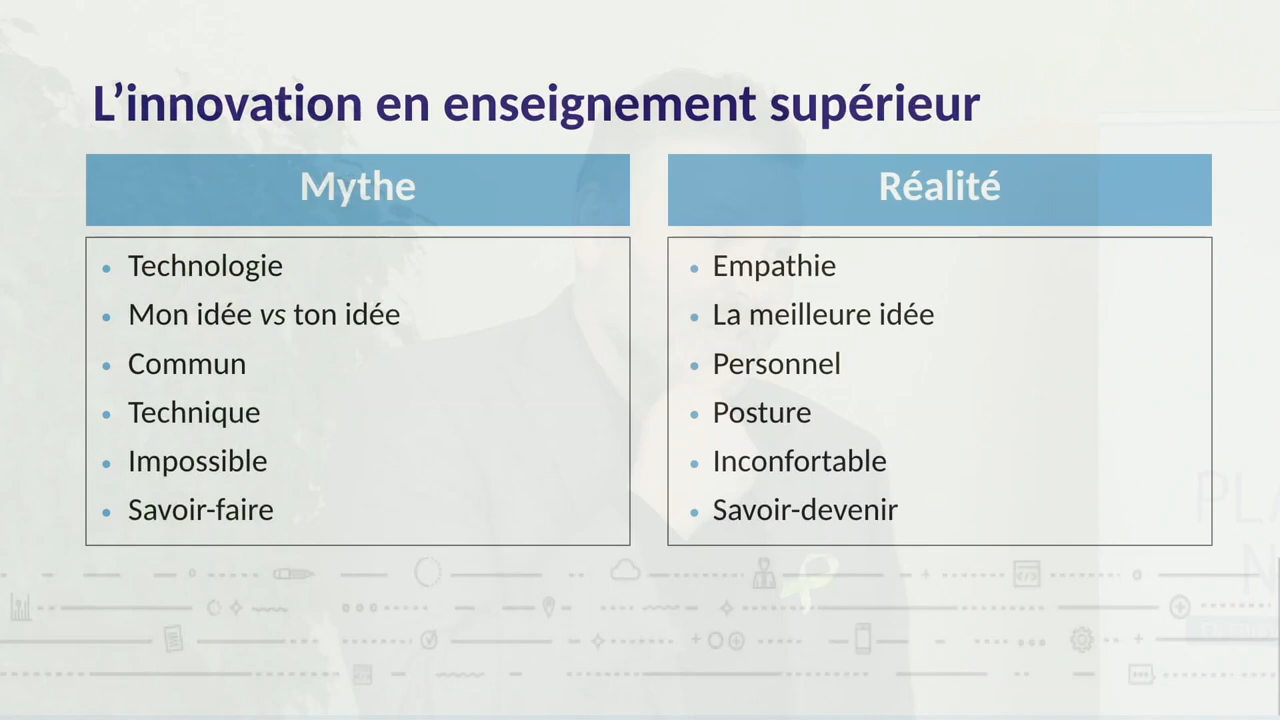 L’innovation en enseignement supérieur
Mythe
• Technologie
• Mon idée vs ton idée
• Commun
• Technique
• Impossible
• Savoir-faire
Réalité
• Empathie
• La meilleure idée
• Personnel
• Posture
• Inconfortable
• Savoir-devenir
PLA
N